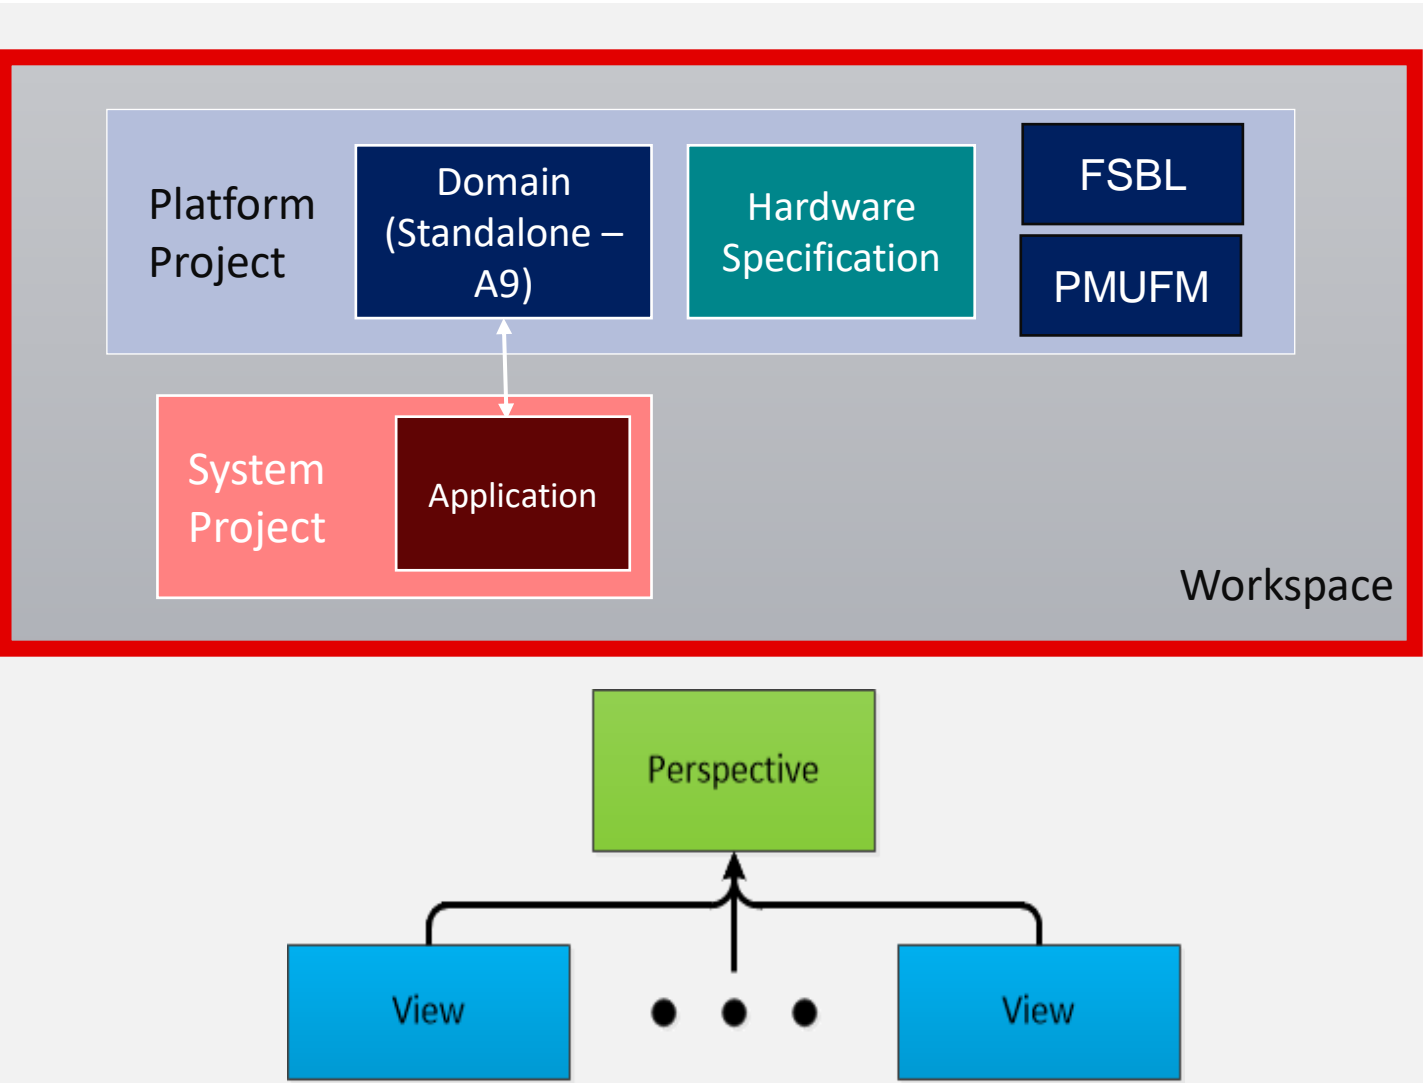 Platform
Project
Domain
(Standalone –
A9)
Hardware
Specification
FSBL
PMUFM
System
Project
Application
Workspace
Perspective
View
View